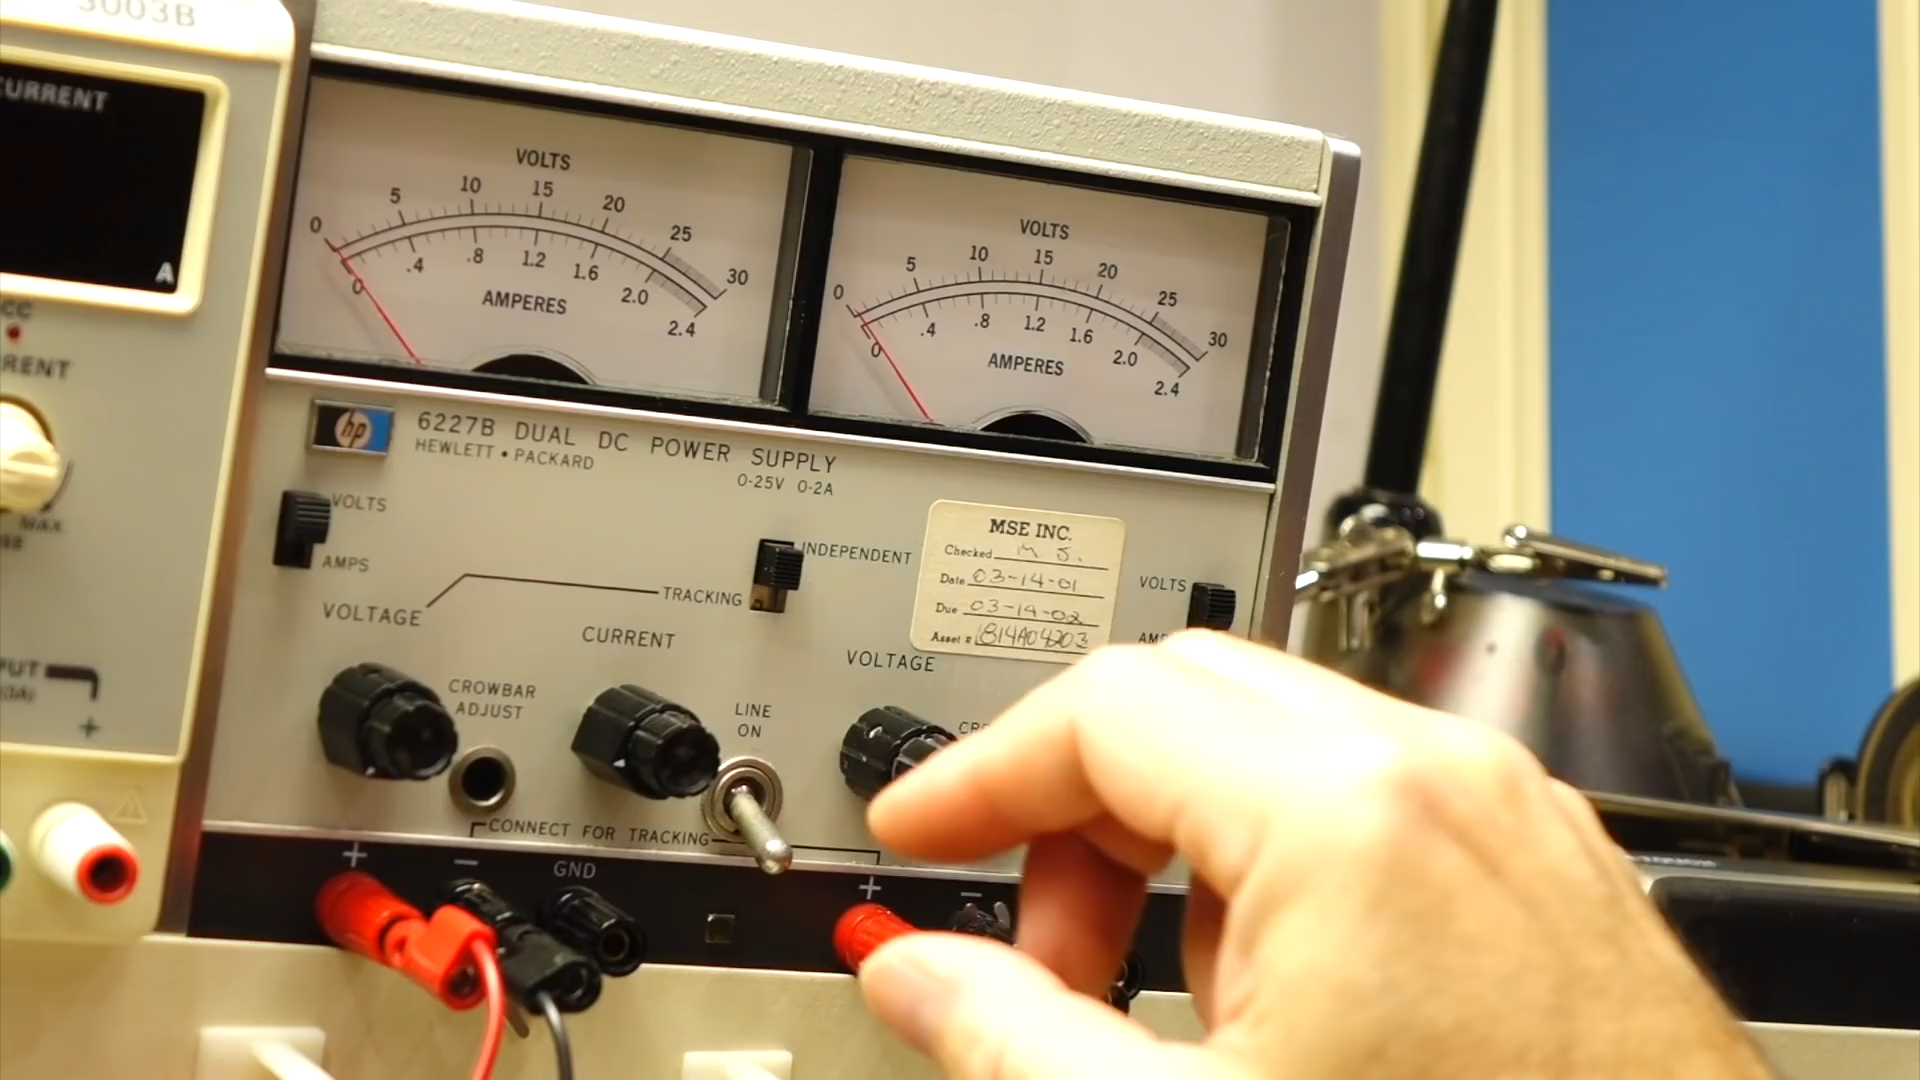 3003B
CURRENT
A
CC
MAX
+
VOLTS
0 5 10 15 20 25 30
0 .4 .8 1.2 1.6 2.0 2.4
AMPERES
VOLTS
0 5 10 15 20 25 30
0 .4 .8 1.2 1.6 2.0 2.4
AMPERES
hp
6227B DUAL DC POWER SUPPLY
HEWLETT • PACKARD
0-25V 0-2A
VOLTS
AMPS
INDEPENDENT
TRACKING
VOLTAGE
CURRENT
CROWBAR
ADJUST
LINE
ON
MSE INC.
Checked M. J.
Date 03-14-01
Due 03-14-02
Asset # 1814A04203
VOLTS
VOLTAGE
CONNECT FOR TRACKING
+ − GND
+ −